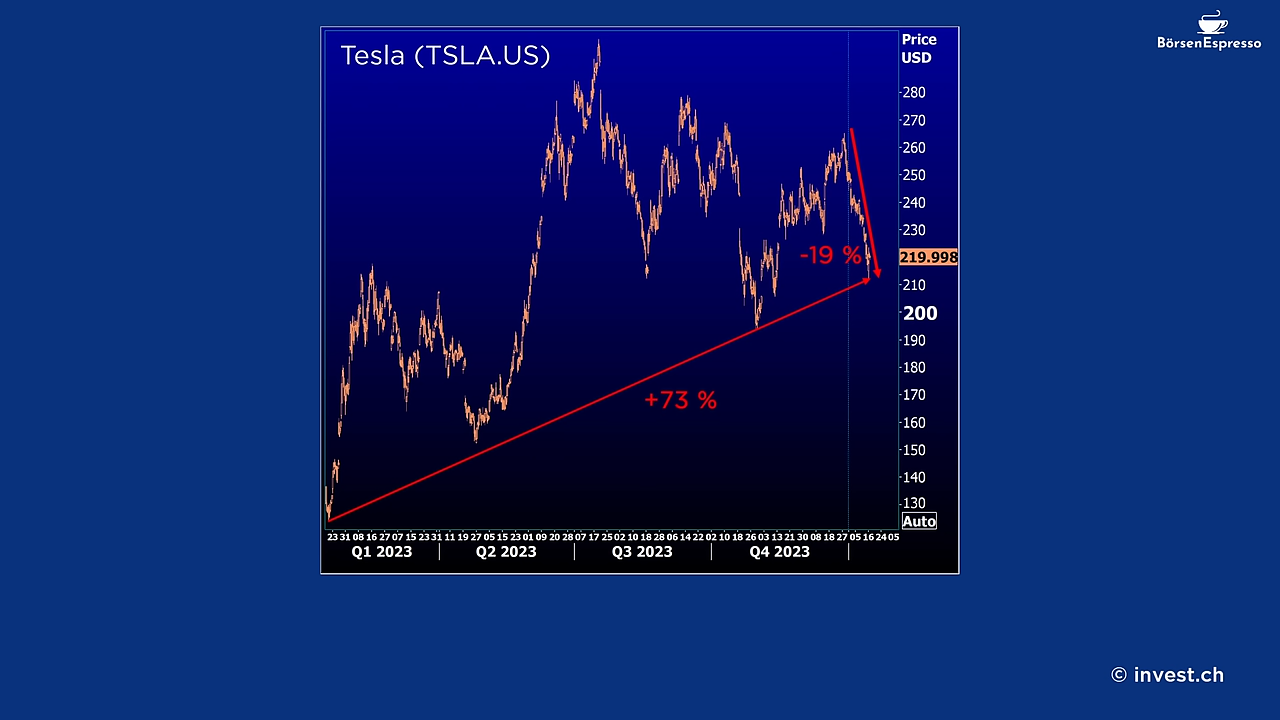 BörsenEspresso
Tesla (TSLA.US)
Price
USD
280
270
260
250
240
230
219.998
210
200
190
180
170
160
150
140
130
Auto
-19 %
+73 %
23 31 08 16 27 07 15 23 31 11 19 27 05 15 23 01 09 20 28 07 17 25 02 10 18 28 06 14 22 02 10 18 26 03 13 21 30 08 18 27 05 16 24 05
Q1 2023 Q2 2023 Q3 2023 Q4 2023
© invest.ch